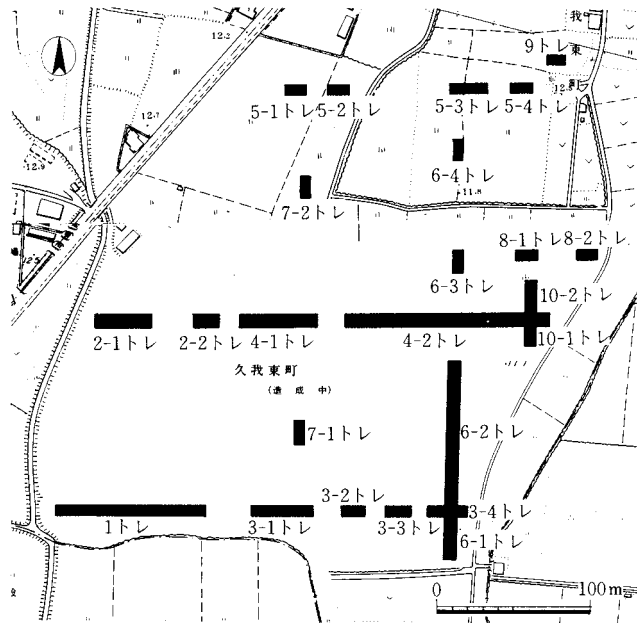 12.2
我
東
9トレ
12.7
5-1トレ 5-2トレ 5-3トレ 5-4トレ
6-4トレ
12.9
11.8
7-2トレ
8-1トレ 8-2トレ
6-3トレ
10-2トレ
2-1トレ 2-2トレ 4-1トレ 4-2トレ 10-1トレ
久我東町
(造成中)
7-1トレ 6-2トレ
3-2トレ
1トレ 3-1トレ 3-3トレ 3-4トレ
6-1トレ
0 100m